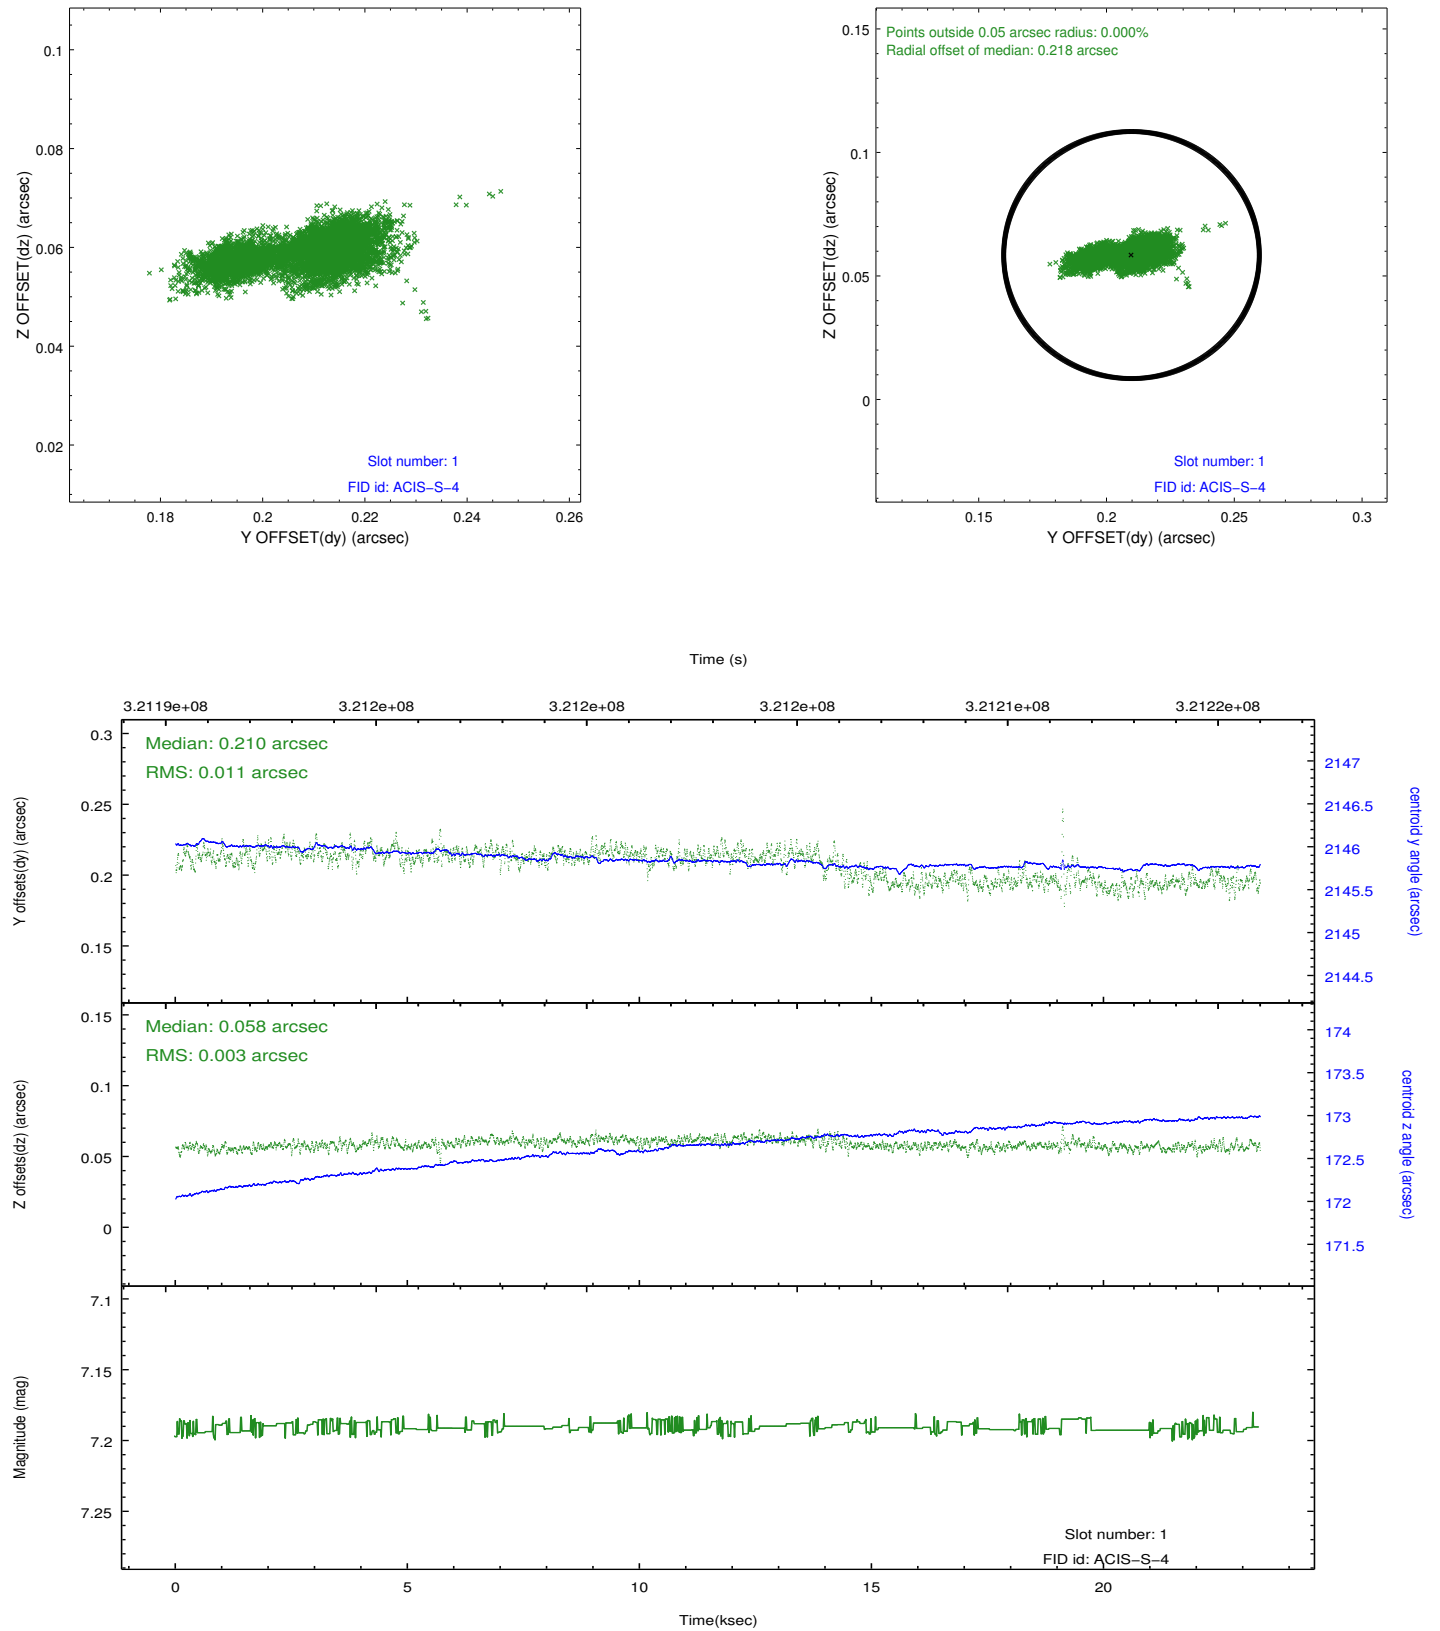 0.1
0.08
0.06
0.04
0.02
Z OFFSET(dz) (arcsec)
Slot number: 1
FID id: ACIS−S−4
0.18 0.2 0.22 0.24 0.26
Y OFFSET(dy) (arcsec)
Points outside 0.05 arcsec radius: 0.000%
Radial offset of median: 0.218 arcsec
0.15
0.1
0.05
0
Z OFFSET(dz) (arcsec)
Slot number: 1
FID id: ACIS−S−4
0.15 0.2 0.25 0.3
Y OFFSET(dy) (arcsec)
Time (s)
3.2119e+08 3.212e+08 3.212e+08 3.212e+08 3.2121e+08 3.2122e+08
Median: 0.210 arcsec
RMS: 0.011 arcsec
0.3
0.25
0.2
0.15
Y offsets(dy) (arcsec)
2147
2146.5
2146
2145.5
2145
2144.5
centroid y angle (arcsec)
Median: 0.058 arcsec
RMS: 0.003 arcsec
0.15
0.1
0.05
0
Z offsets(dz) (arcsec)
174
173.5
173
172.5
172
171.5
centroid z angle (arcsec)
7.1
7.15
7.2
7.25
Magnitude (mag)
Slot number: 1
FID id: ACIS−S−4
0 5 10 15 20
Time(ksec)